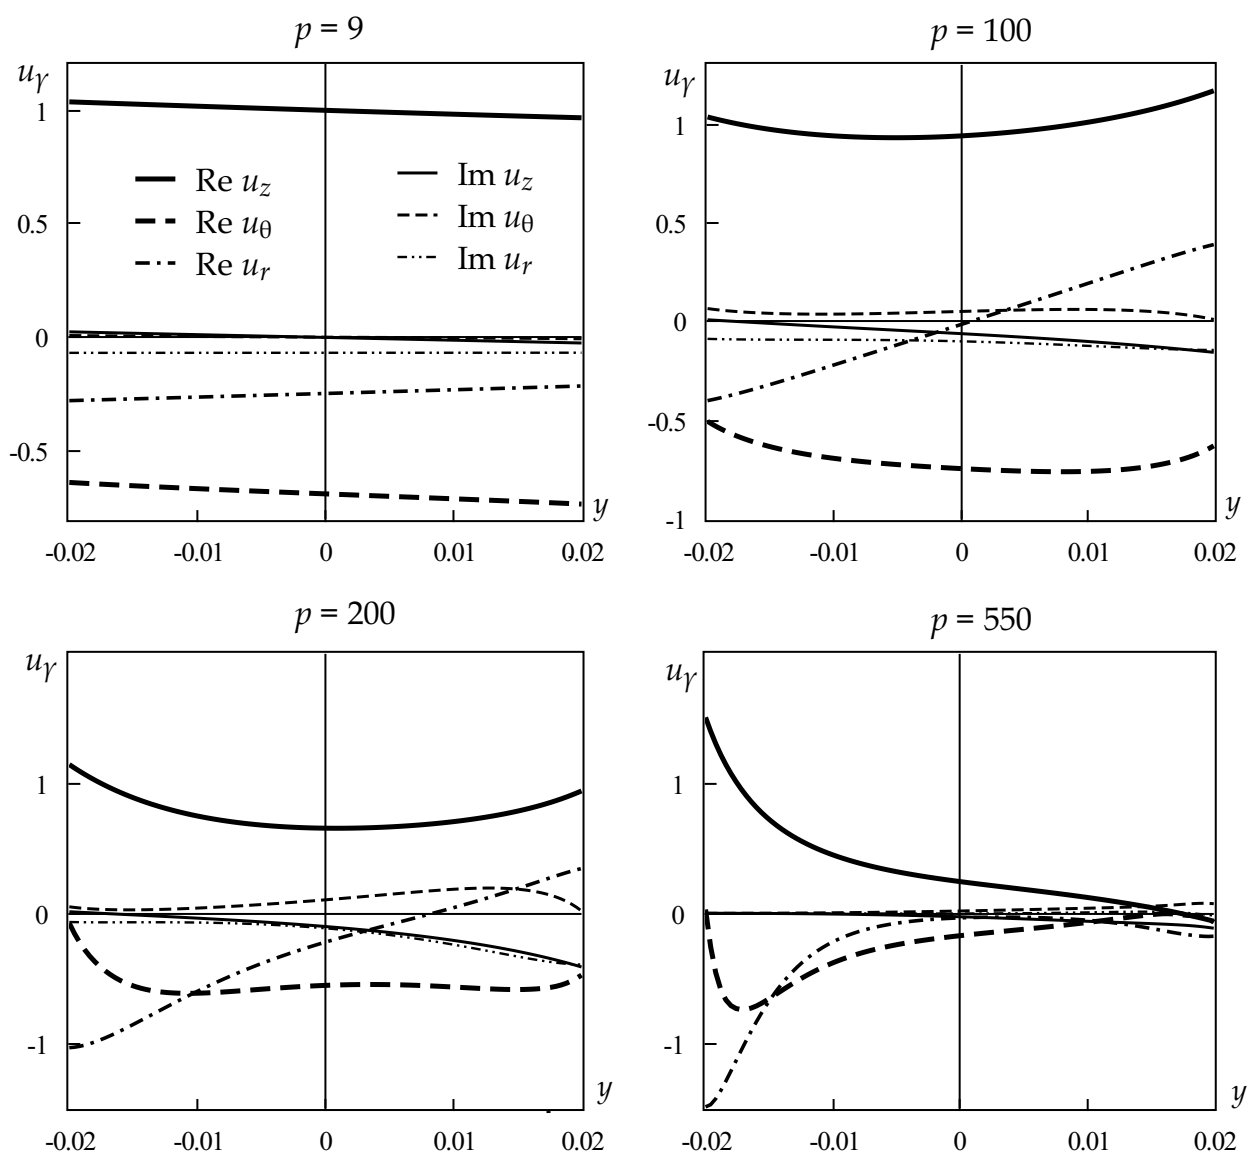 p = 9
u_γ
1
0.5
0
-0.5
Re u_z
Re u_θ
Re u_r
Im u_z
Im u_θ
Im u_r
y
-0.02 -0.01 0 0.01 0.02
p = 100
u_γ
1
0.5
0
-0.5
-1
y
-0.02 -0.01 0 0.01 0.02
p = 200
u_γ
1
0
-1
y
-0.02 -0.01 0 0.01 0.02
p = 550
u_γ
1
0
-1
y
-0.02 -0.01 0 0.01 0.02